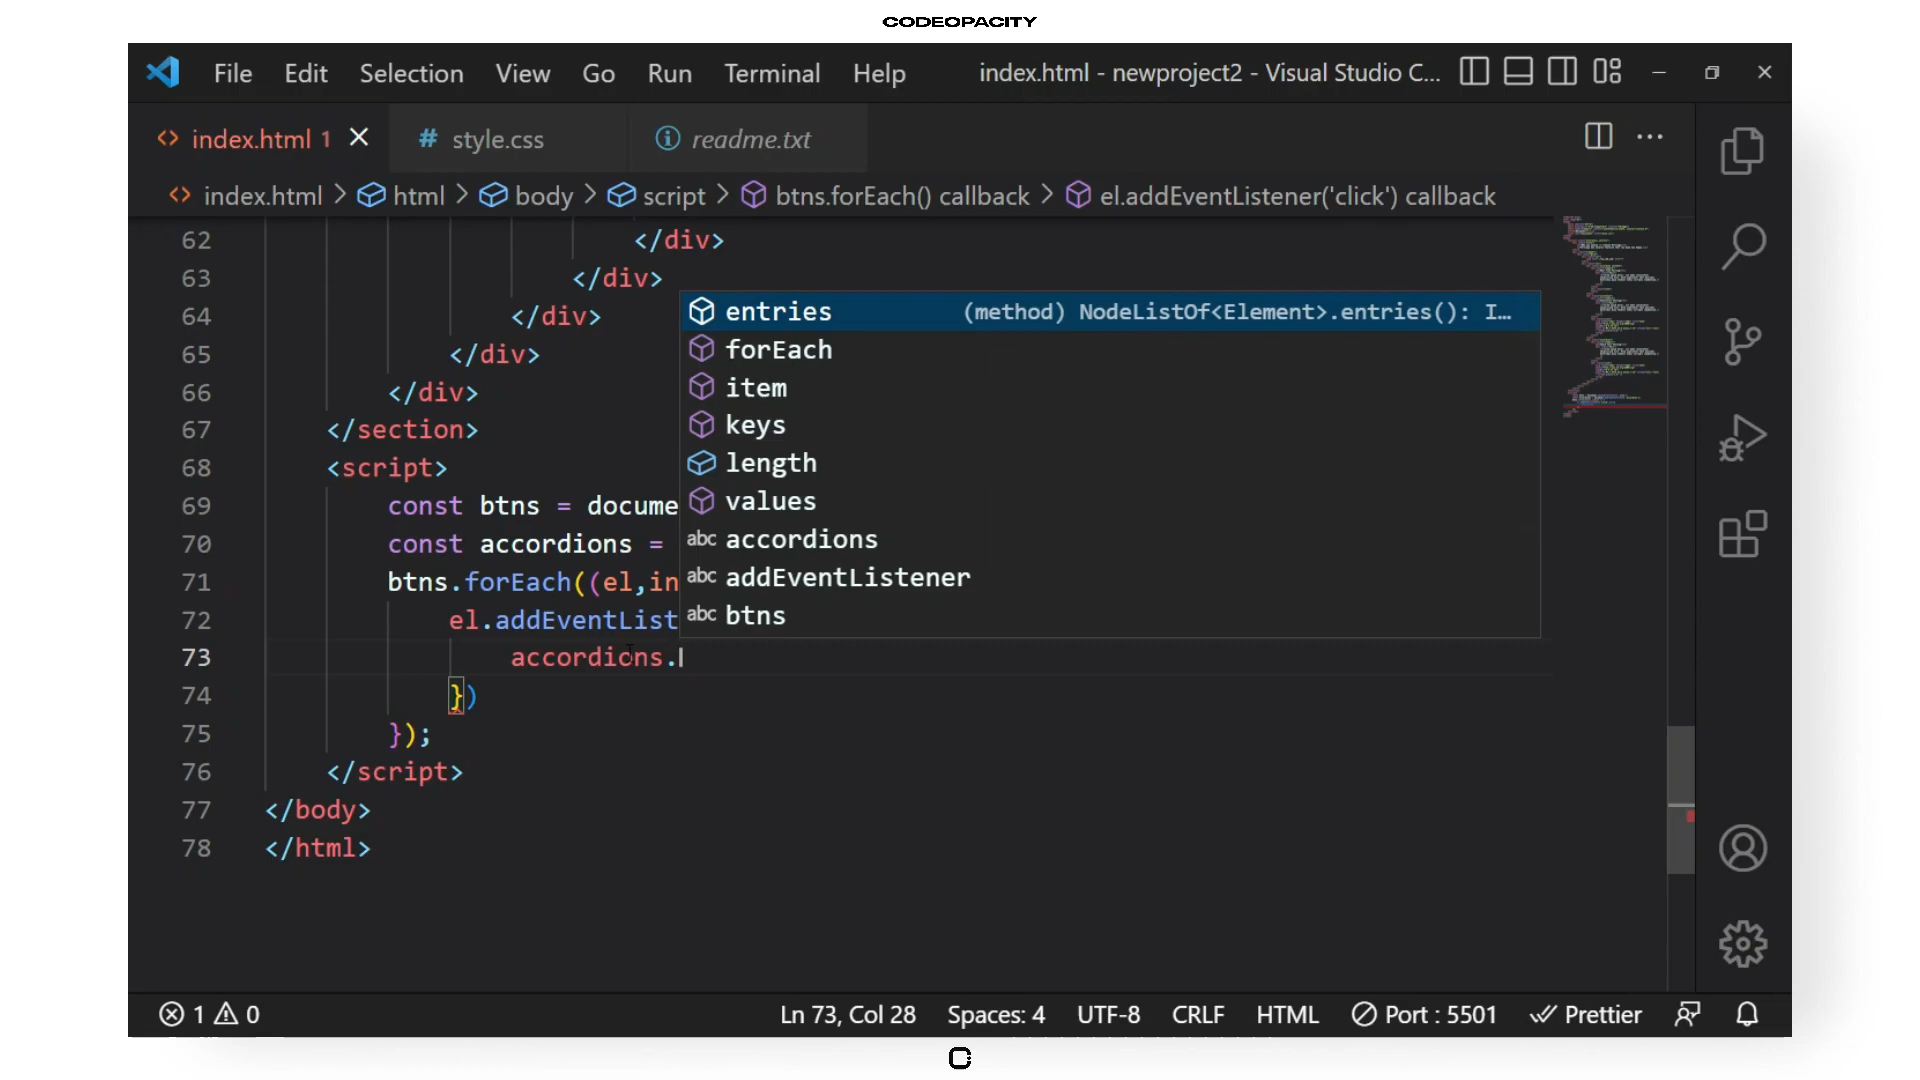 CODEOPACITY
File Edit Selection View Go Run Terminal Help index.html - newproject2 - Visual Studio C...
index.html 1 style.css readme.txt
index.html > html > body > script > btns.forEach() callback > el.addEventListener('click') callback
62 </div>
63 </div>
64 </div>
65 </div>
66 </div>
67 </section>
68 <script>
69 const btns = docume
70 const accordions =
71 btns.forEach((el,in
72 el.addEventList
73 accordions.
74 })
75 });
76 </script>
77 </body>
78 </html>
entries (method) NodeListOf<Element>.entries(): I...
forEach
item
keys
length
values
abc accordions
abc addEventListener
abc btns
1 0 Ln 73, Col 28 Spaces: 4 UTF-8 CRLF HTML Port : 5501 Prettier